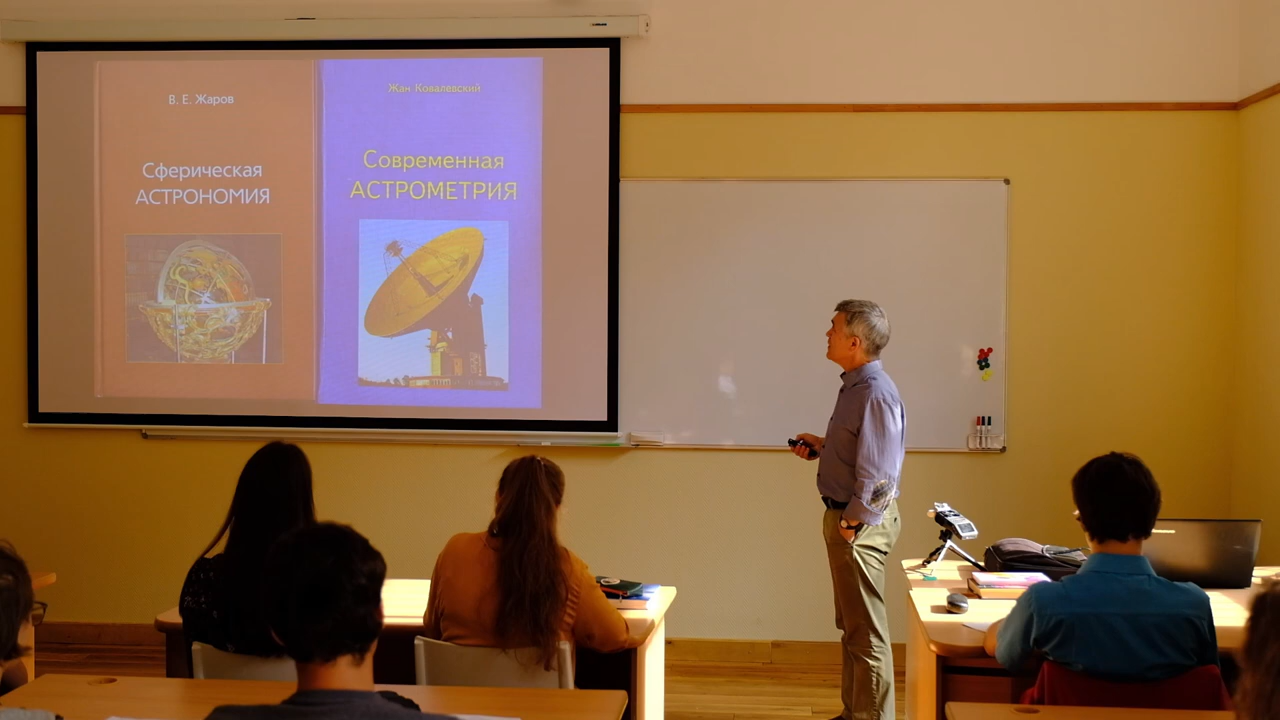 В. Е. Жаров
Сферическая
АСТРОНОМИЯ
Жан Ковалевский
Современная
АСТРОМЕТРИЯ